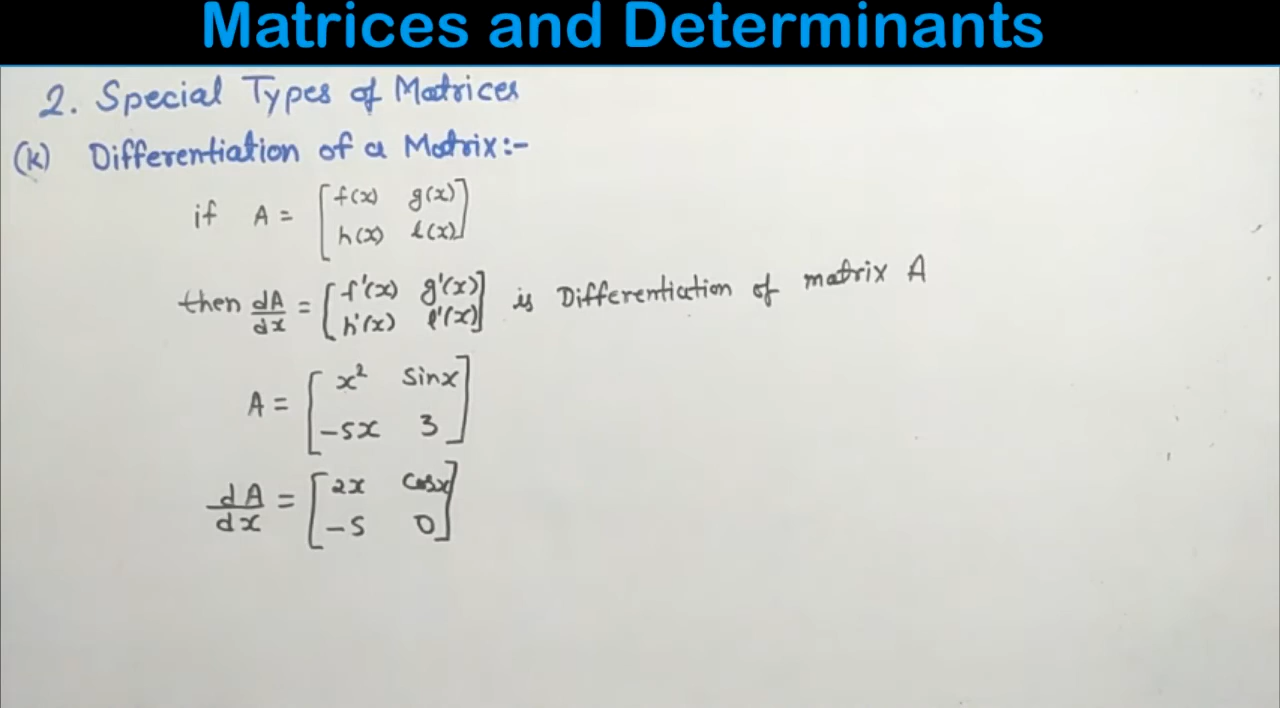 Matrices and Determinants
2. Special Types of Matrices
(K) Differentiation of a Matrix:-
if A = [f(x) g(x)
h(x) l(x)]
then dA/dx = [f'(x) g'(x)
h'(x) l'(x)] is Differentiation of matrix A
A = [x² sinx
-5x 3]
dA/dx = [2x cosx
-5 0]